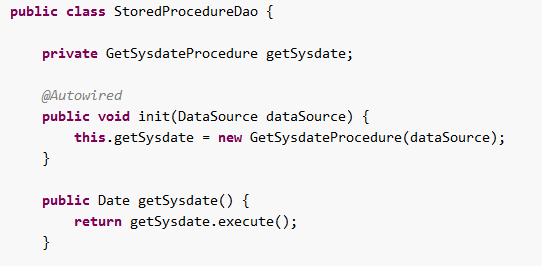 public class StoredProcedureDao {
private GetSysdateProcedure getSysdate;
@Autowired
public void init(DataSource dataSource) {
this.getSysdate = new GetSysdateProcedure(dataSource);
}
public Date getSysdate() {
return getSysdate.execute();
}